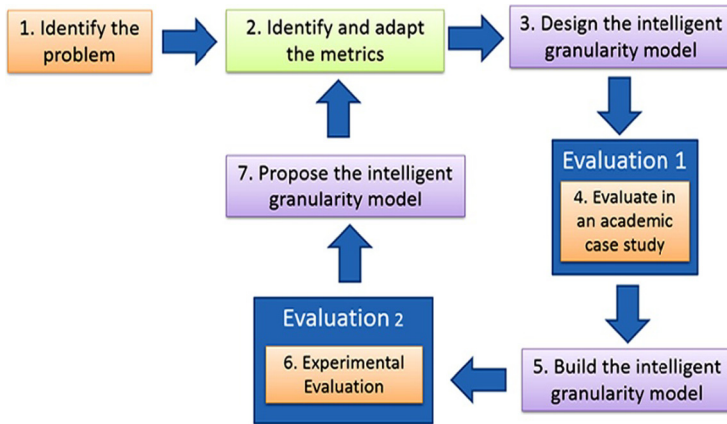 1. Identify the
problem
2. Identify and adapt
the metrics
3. Design the intelligent
granularity model
Evaluation 1
4. Evaluate in
an academic
case study
5. Build the intelligent
granularity model
Evaluation 2
6. Experimental
Evaluation
7. Propose the intelligent
granularity model